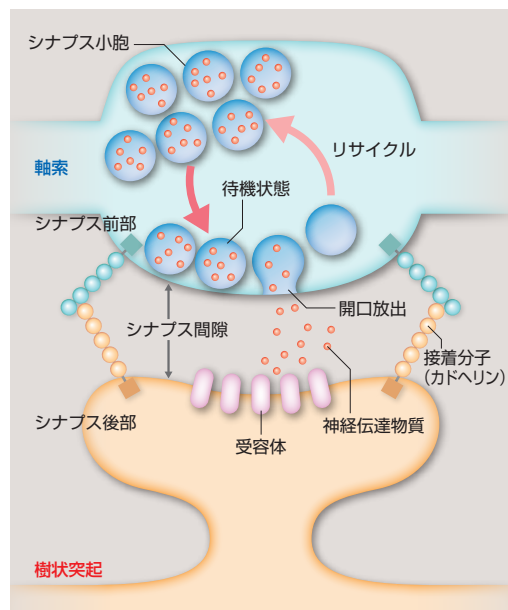 シナプス小胞
軸索
リサイクル
待機状態
シナプス前部
開口放出
シナプス間隙
接着分子
（カドヘリン）
シナプス後部
神経伝達物質
受容体
樹状突起